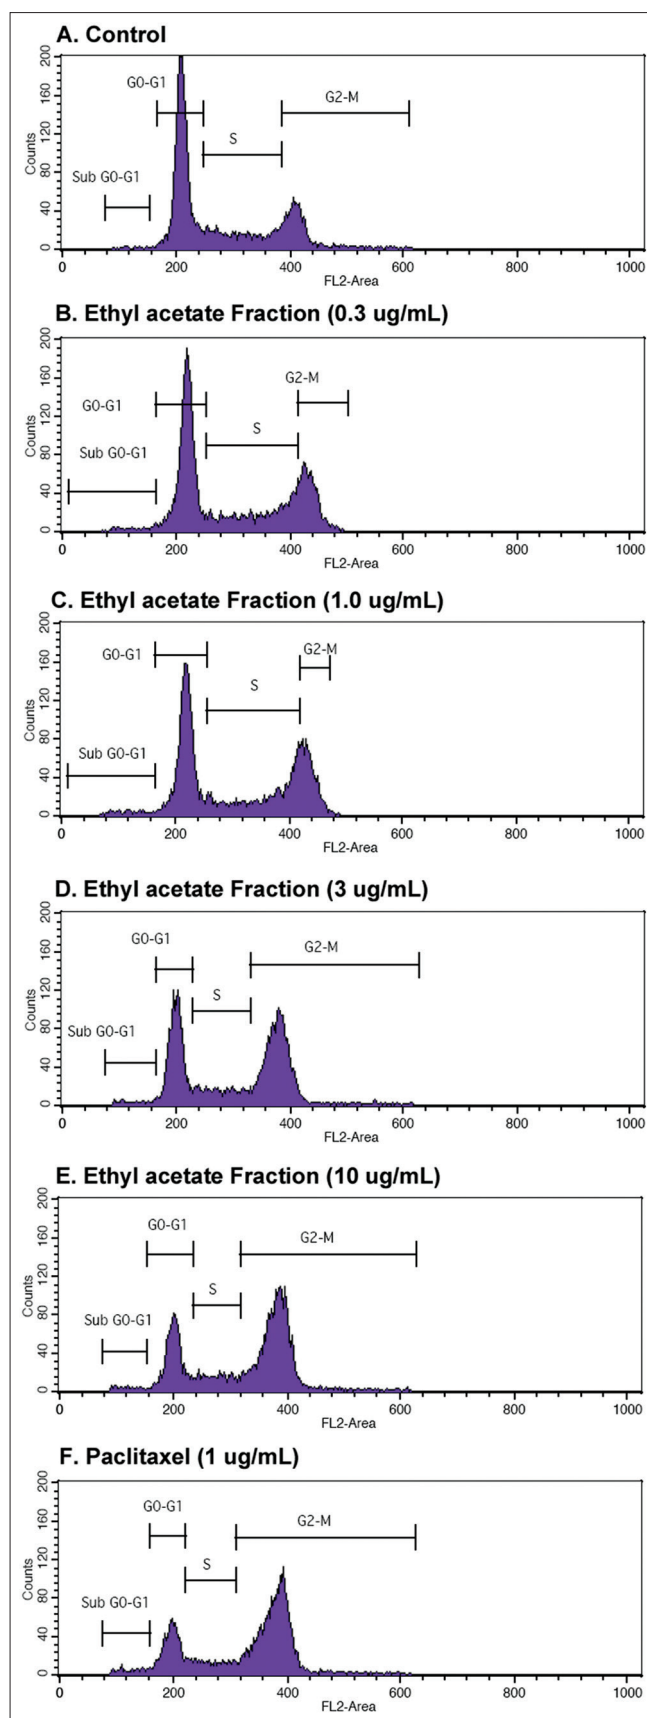 A. Control
200
160
120
80
40
0
Counts
G0-G1
G2-M
S
Sub G0-G1
0 200 400 600 800 1000
FL2-Area
B. Ethyl acetate Fraction (0.3 ug/mL)
200
160
120
80
40
0
Counts
G2-M
G0-G1
S
Sub G0-G1
0 200 400 600 800 1000
FL2-Area
C. Ethyl acetate Fraction (1.0 ug/mL)
200
160
120
80
40
0
Counts
G0-G1
G2-M
S
Sub G0-G1
0 200 400 600 800 1000
FL2-Area
D. Ethyl acetate Fraction (3 ug/mL)
200
160
120
80
40
0
Counts
G0-G1
G2-M
S
Sub G0-G1
0 200 400 600 800 1000
FL2-Area
E. Ethyl acetate Fraction (10 ug/mL)
200
160
120
80
40
0
Counts
G0-G1
G2-M
S
Sub G0-G1
0 200 400 600 800 1000
FL2-Area
F. Paclitaxel (1 ug/mL)
200
160
120
80
40
0
Counts
G0-G1
G2-M
S
Sub G0-G1
0 200 400 600 800 1000
FL2-Area